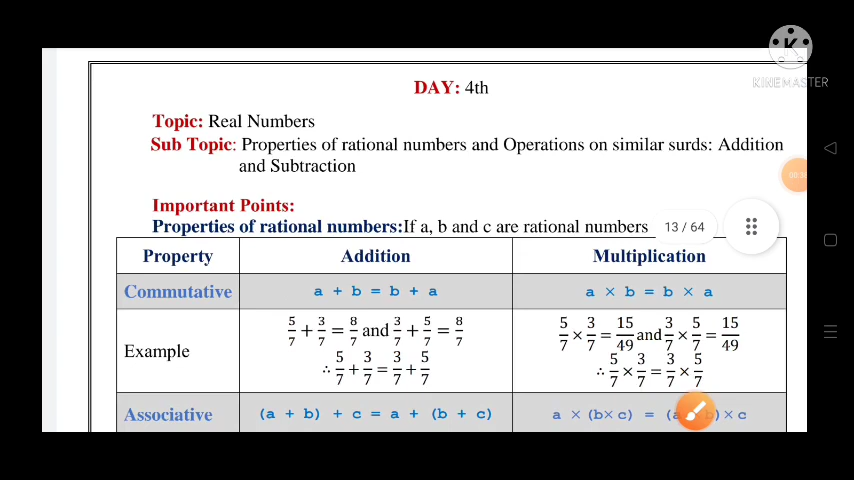 KINEMASTER
DAY: 4th
Topic: Real Numbers
Sub Topic: Properties of rational numbers and Operations on similar surds: Addition
and Subtraction
Important Points:
Properties of rational numbers:If a, b and c are rational numbers
13 / 64
Property Addition Multiplication
Commutative a + b = b + a a × b = b × a
Example 5/7 + 3/7 = 8/7 and 3/7 + 5/7 = 8/7 5/7 × 3/7 = 15/49 and 3/7 × 5/7 = 15/49
∴ 5/7 + 3/7 = 3/7 + 5/7 ∴ 5/7 × 3/7 = 3/7 × 5/7
Associative (a + b) + c = a + (b + c) a × (b× c) = (a b)× c